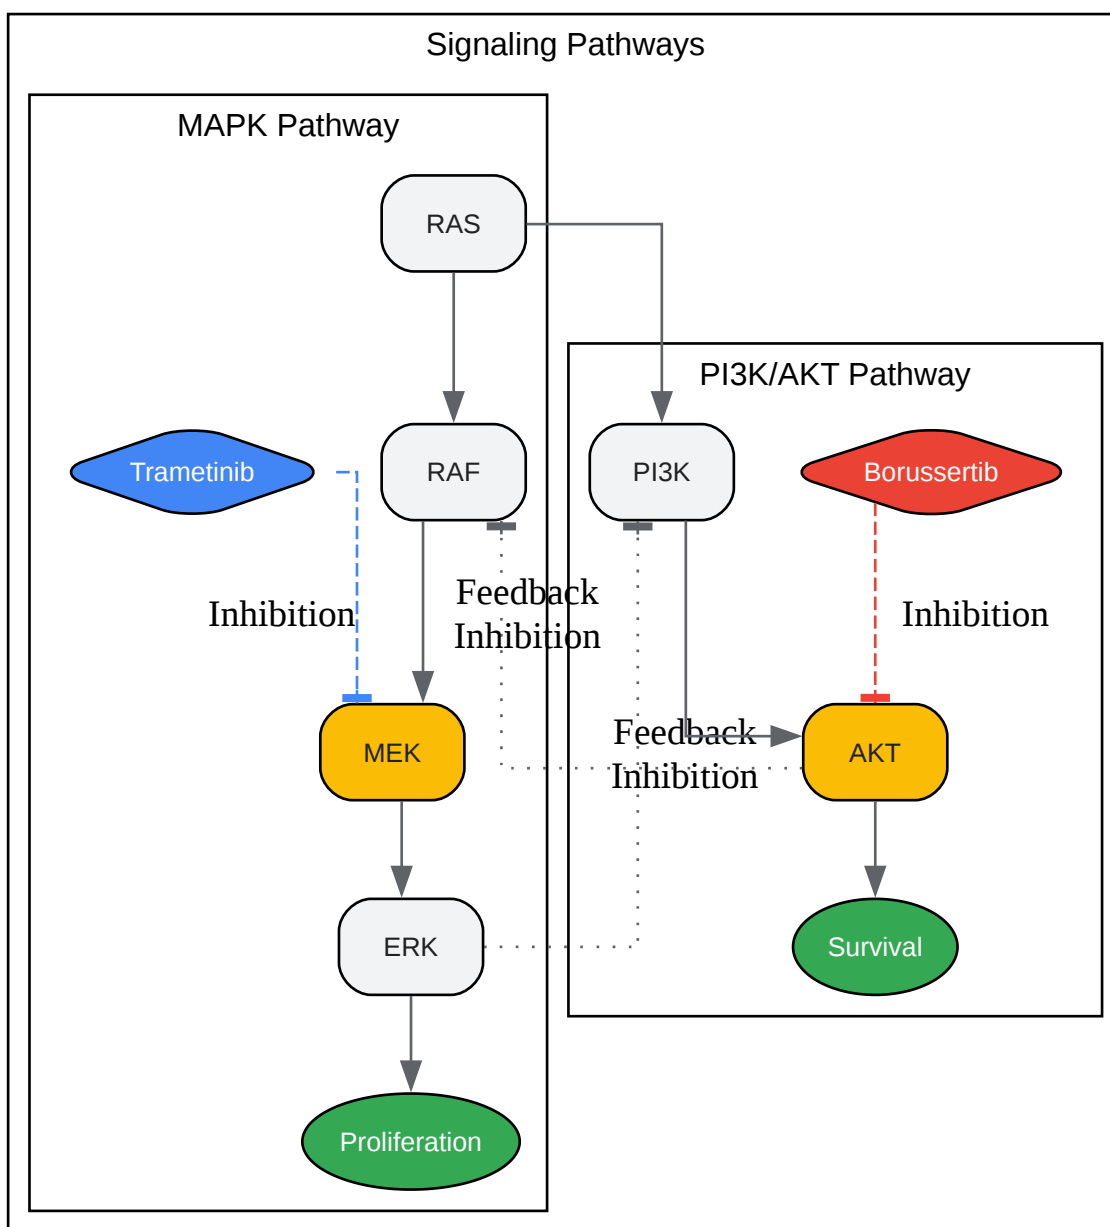 Signaling Pathways
MAPK Pathway
RAS
PI3K/AKT Pathway
Trametinib
RAF
PI3K
Borussertib
Inhibition
Feedback
Inhibition
Inhibition
MEK
Feedback
Inhibition
AKT
ERK
Survival
Proliferation